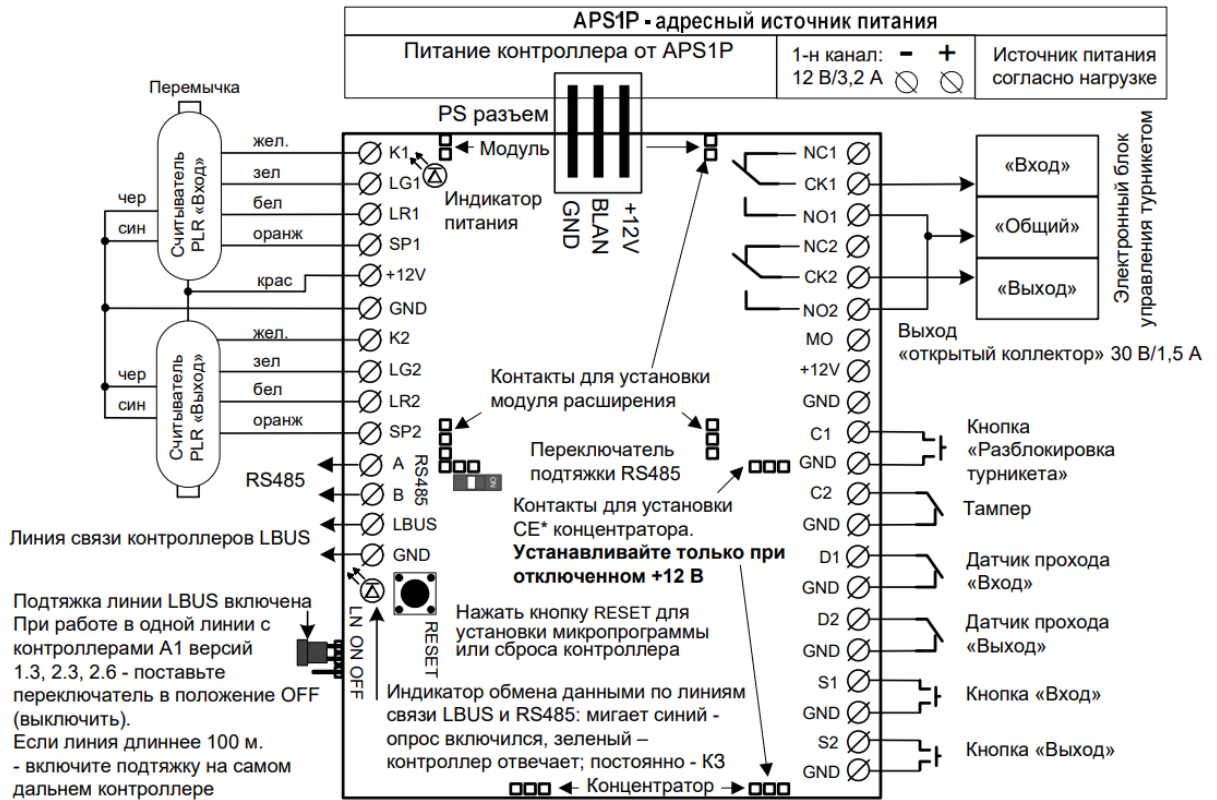 APS1P - адресный источник питания
Питание контроллера от APS1P
1-н канал: - +
12 В/3,2 А
Источник питания
согласно нагрузке
Перемычка
PS разъем
Модуль
GND
BLAN
+12V
Индикатор
питания
Считыватель
PLR «Вход»
жел.
зел
бел
оранж
чер
син
крас
Считыватель
PLR «Выход»
жел.
зел
бел
оранж
чер
син
K1
LG1
LR1
SP1
+12V
GND
K2
LG2
LR2
SP2
A
B
RS485
LBUS
GND
RS485
Линия связи контроллеров LBUS
NC1
CK1
NO1
NC2
CK2
NO2
MO
+12V
GND
C1
GND
C2
GND
D1
GND
D2
GND
S1
GND
S2
GND
«Вход»
«Общий»
«Выход»
Электронный блок
управления турникетом
Выход
«открытый коллектор» 30 В/1,5 А
Кнопка
«Разблокировка
турникета»
Тампер
Датчик прохода
«Вход»
Датчик прохода
«Выход»
Кнопка «Вход»
Кнопка «Выход»
Контакты для установки
модуля расширения
Переключатель
подтяжки RS485
ON
Контакты для установки
CE* концентратора.
Устанавливайте только при
отключенном +12 В
RESET
Нажать кнопку RESET для
установки микропрограммы
или сброса контроллера
LN ON OFF
Индикатор обмена данными по линиям
связи LBUS и RS485: мигает синий -
опрос включился, зеленый –
контроллер отвечает; постоянно - КЗ
Концентратор
Подтяжка линии LBUS включена
При работе в одной линии с
контроллерами А1 версий
1.3, 2.3, 2.6 - поставьте
переключатель в положение OFF
(выключить).
Если линия длиннее 100 м.
- включите подтяжку на самом
дальнем контроллере